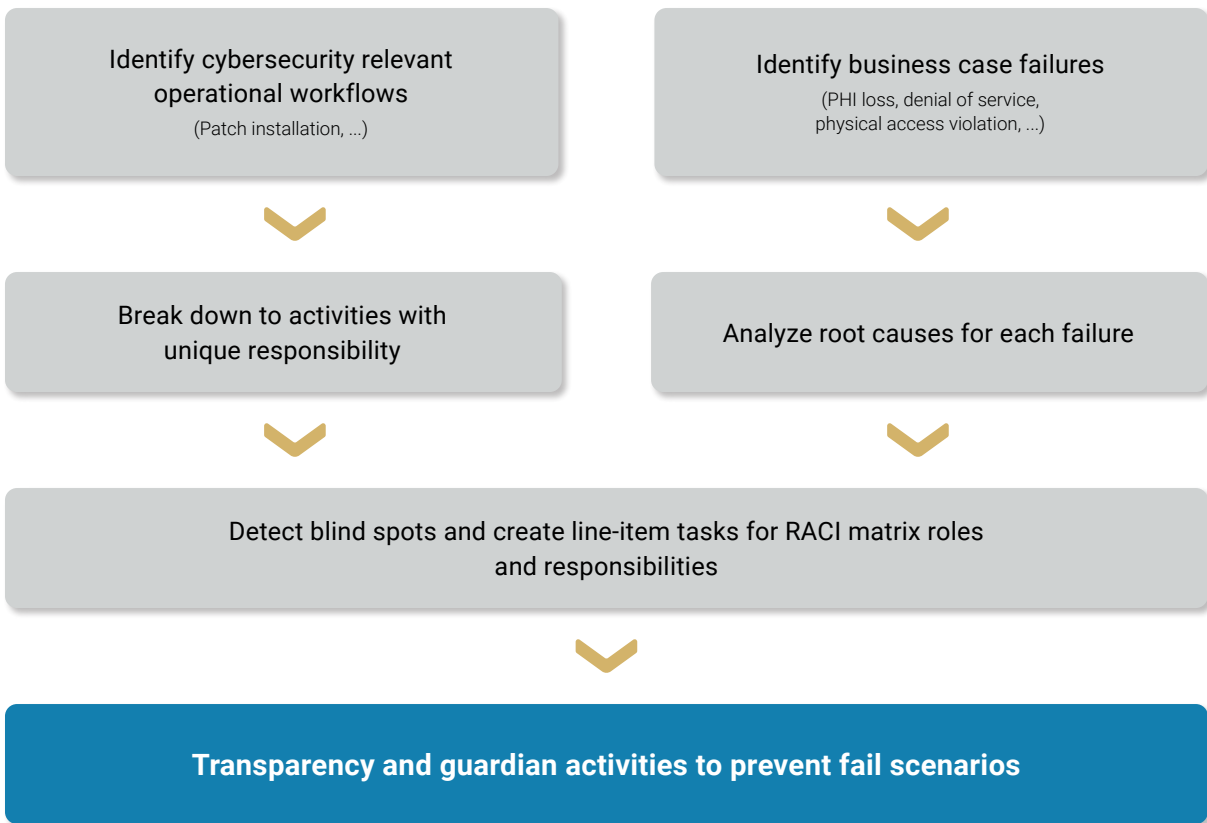 Identify cybersecurity relevant
operational workflows
(Patch installation, ...)
Identify business case failures
(PHI loss, denial of service,
physical access violation, ...)
Break down to activities with
unique responsibility
Analyze root causes for each failure
Detect blind spots and create line-item tasks for RACI matrix roles
and responsibilities
Transparency and guardian activities to prevent fail scenarios